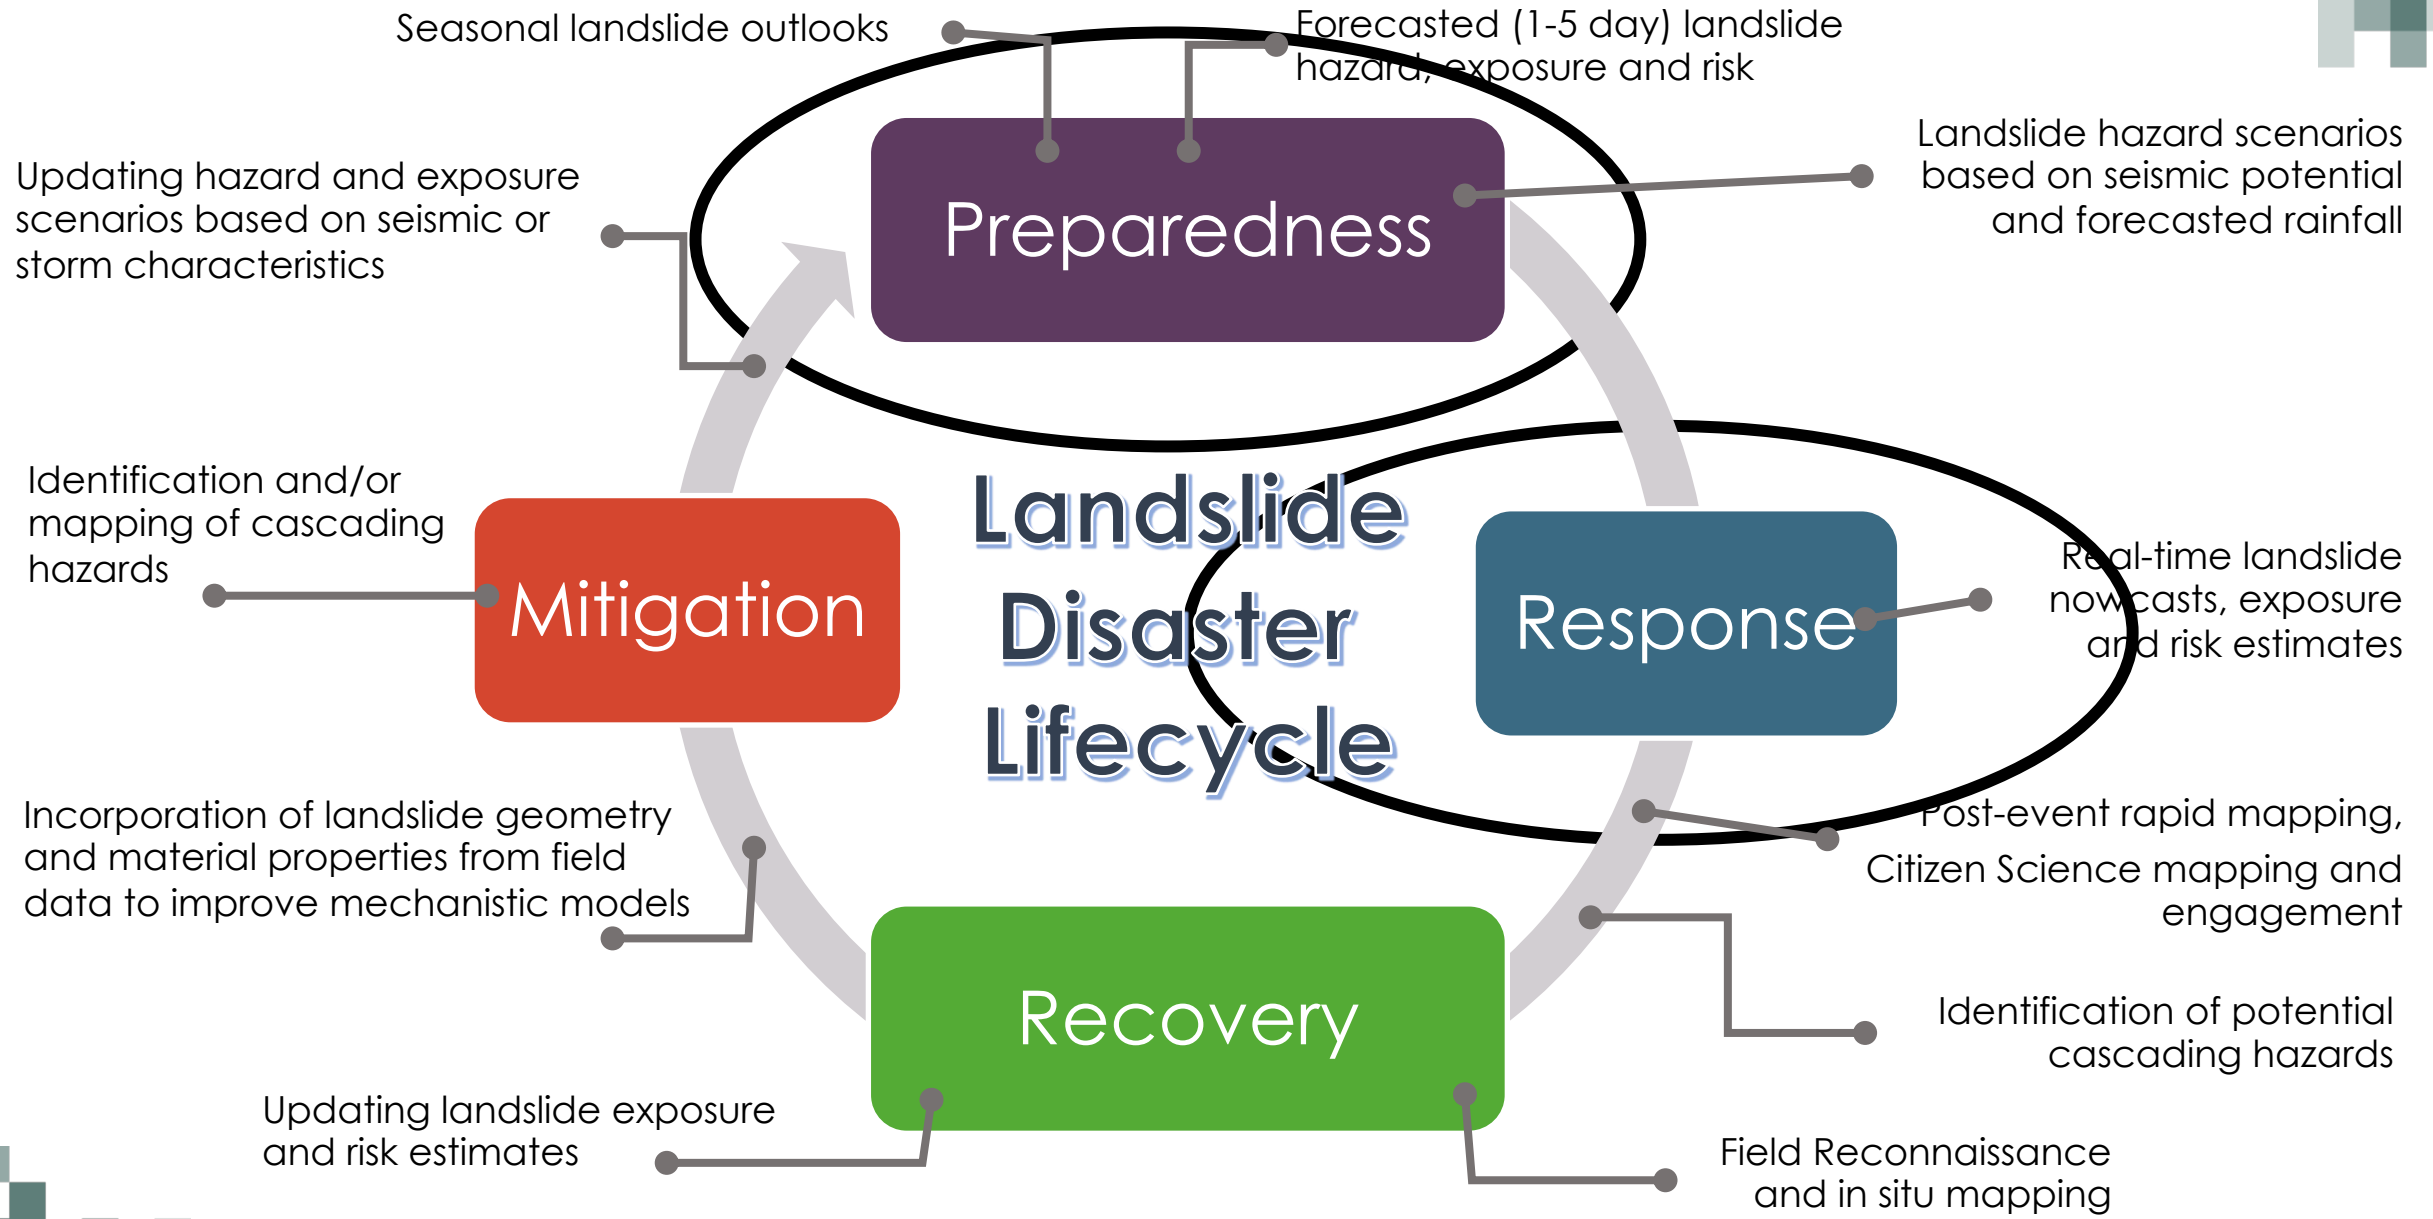 Seasonal landslide outlooks
Forecasted (1-5 day) landslide
hazard, exposure and risk
Landslide hazard scenarios
based on seismic potential
and forecasted rainfall
Updating hazard and exposure
scenarios based on seismic or
storm characteristics
Preparedness
Identification and/or
mapping of cascading
hazards
Mitigation
Landslide
Disaster
Lifecycle
Response
Real-time landslide
nowcasts, exposure
and risk estimates
Incorporation of landslide geometry
and material properties from field
data to improve mechanistic models
Post-event rapid mapping,
Citizen Science mapping and
engagement
Recovery
Identification of potential
cascading hazards
Updating landslide exposure
and risk estimates
Field Reconnaissance
and in situ mapping